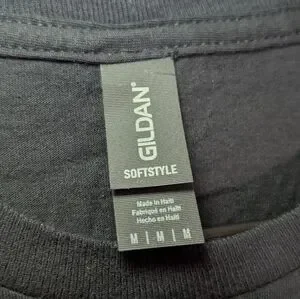 GILDAN®
SOFTSTYLE
Made in Haiti
Fabriqué en Haïti
Hecho en Haití
M | M | M